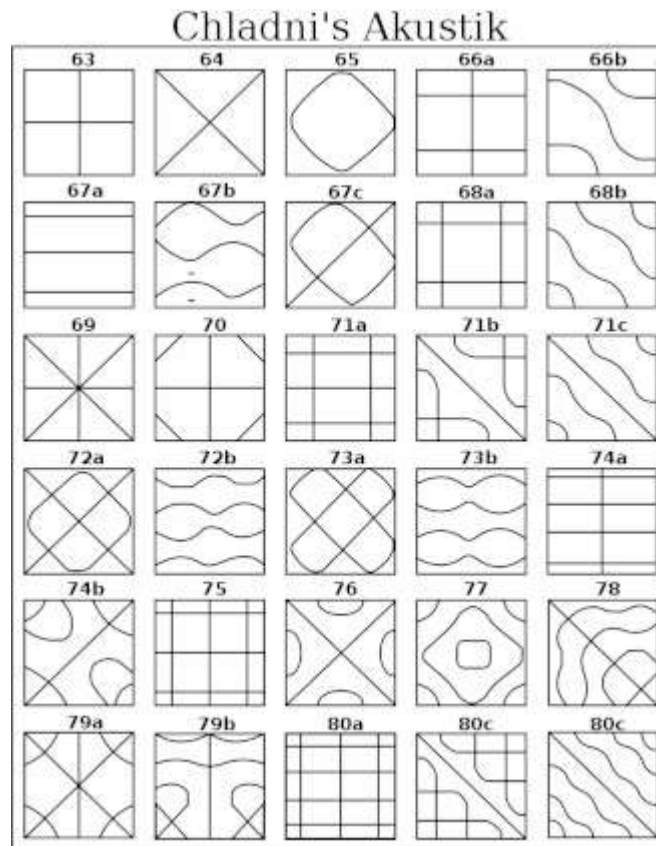 Chladni's Akustik
63 64 65 66a 66b
67a 67b 67c 68a 68b
69 70 71a 71b 71c
72a 72b 73a 73b 74a
74b 75 76 77 78
79a 79b 80a 80c 80c